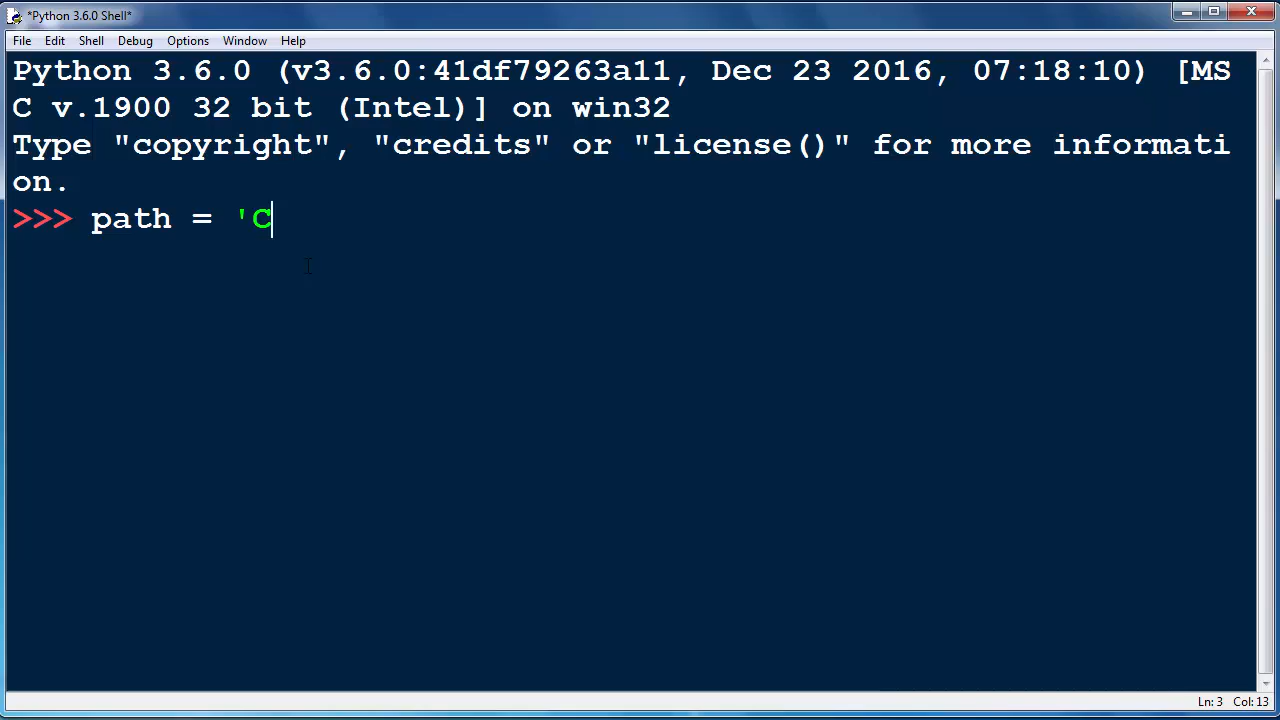 *Python 3.6.0 Shell*
File Edit Shell Debug Options Window Help
Python 3.6.0 (v3.6.0:41df79263a11, Dec 23 2016, 07:18:10) [MS
C v.1900 32 bit (Intel)] on win32
Type "copyright", "credits" or "license()" for more informati
on.
>>> path = 'C
Ln: 3 Col: 13